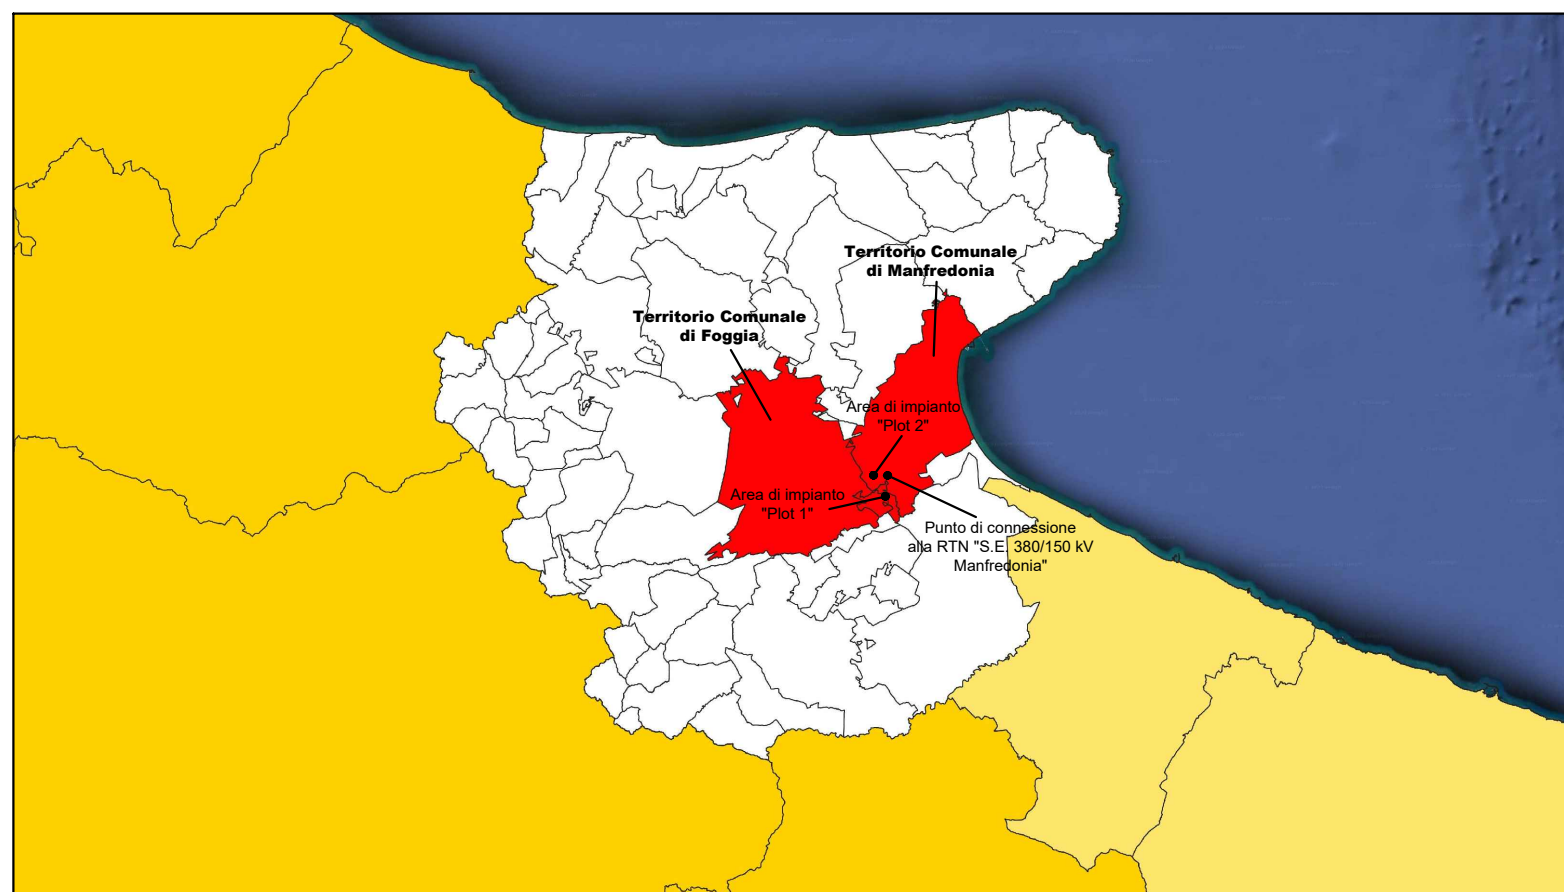 Territorio Comunale
di Manfredonia
Territorio Comunale
di Foggia
Area di impianto
"Plot 2"
Area di impianto
"Plot 1"
Punto di connessione
alla RTN "S.E. 380/150 kV
Manfredonia"